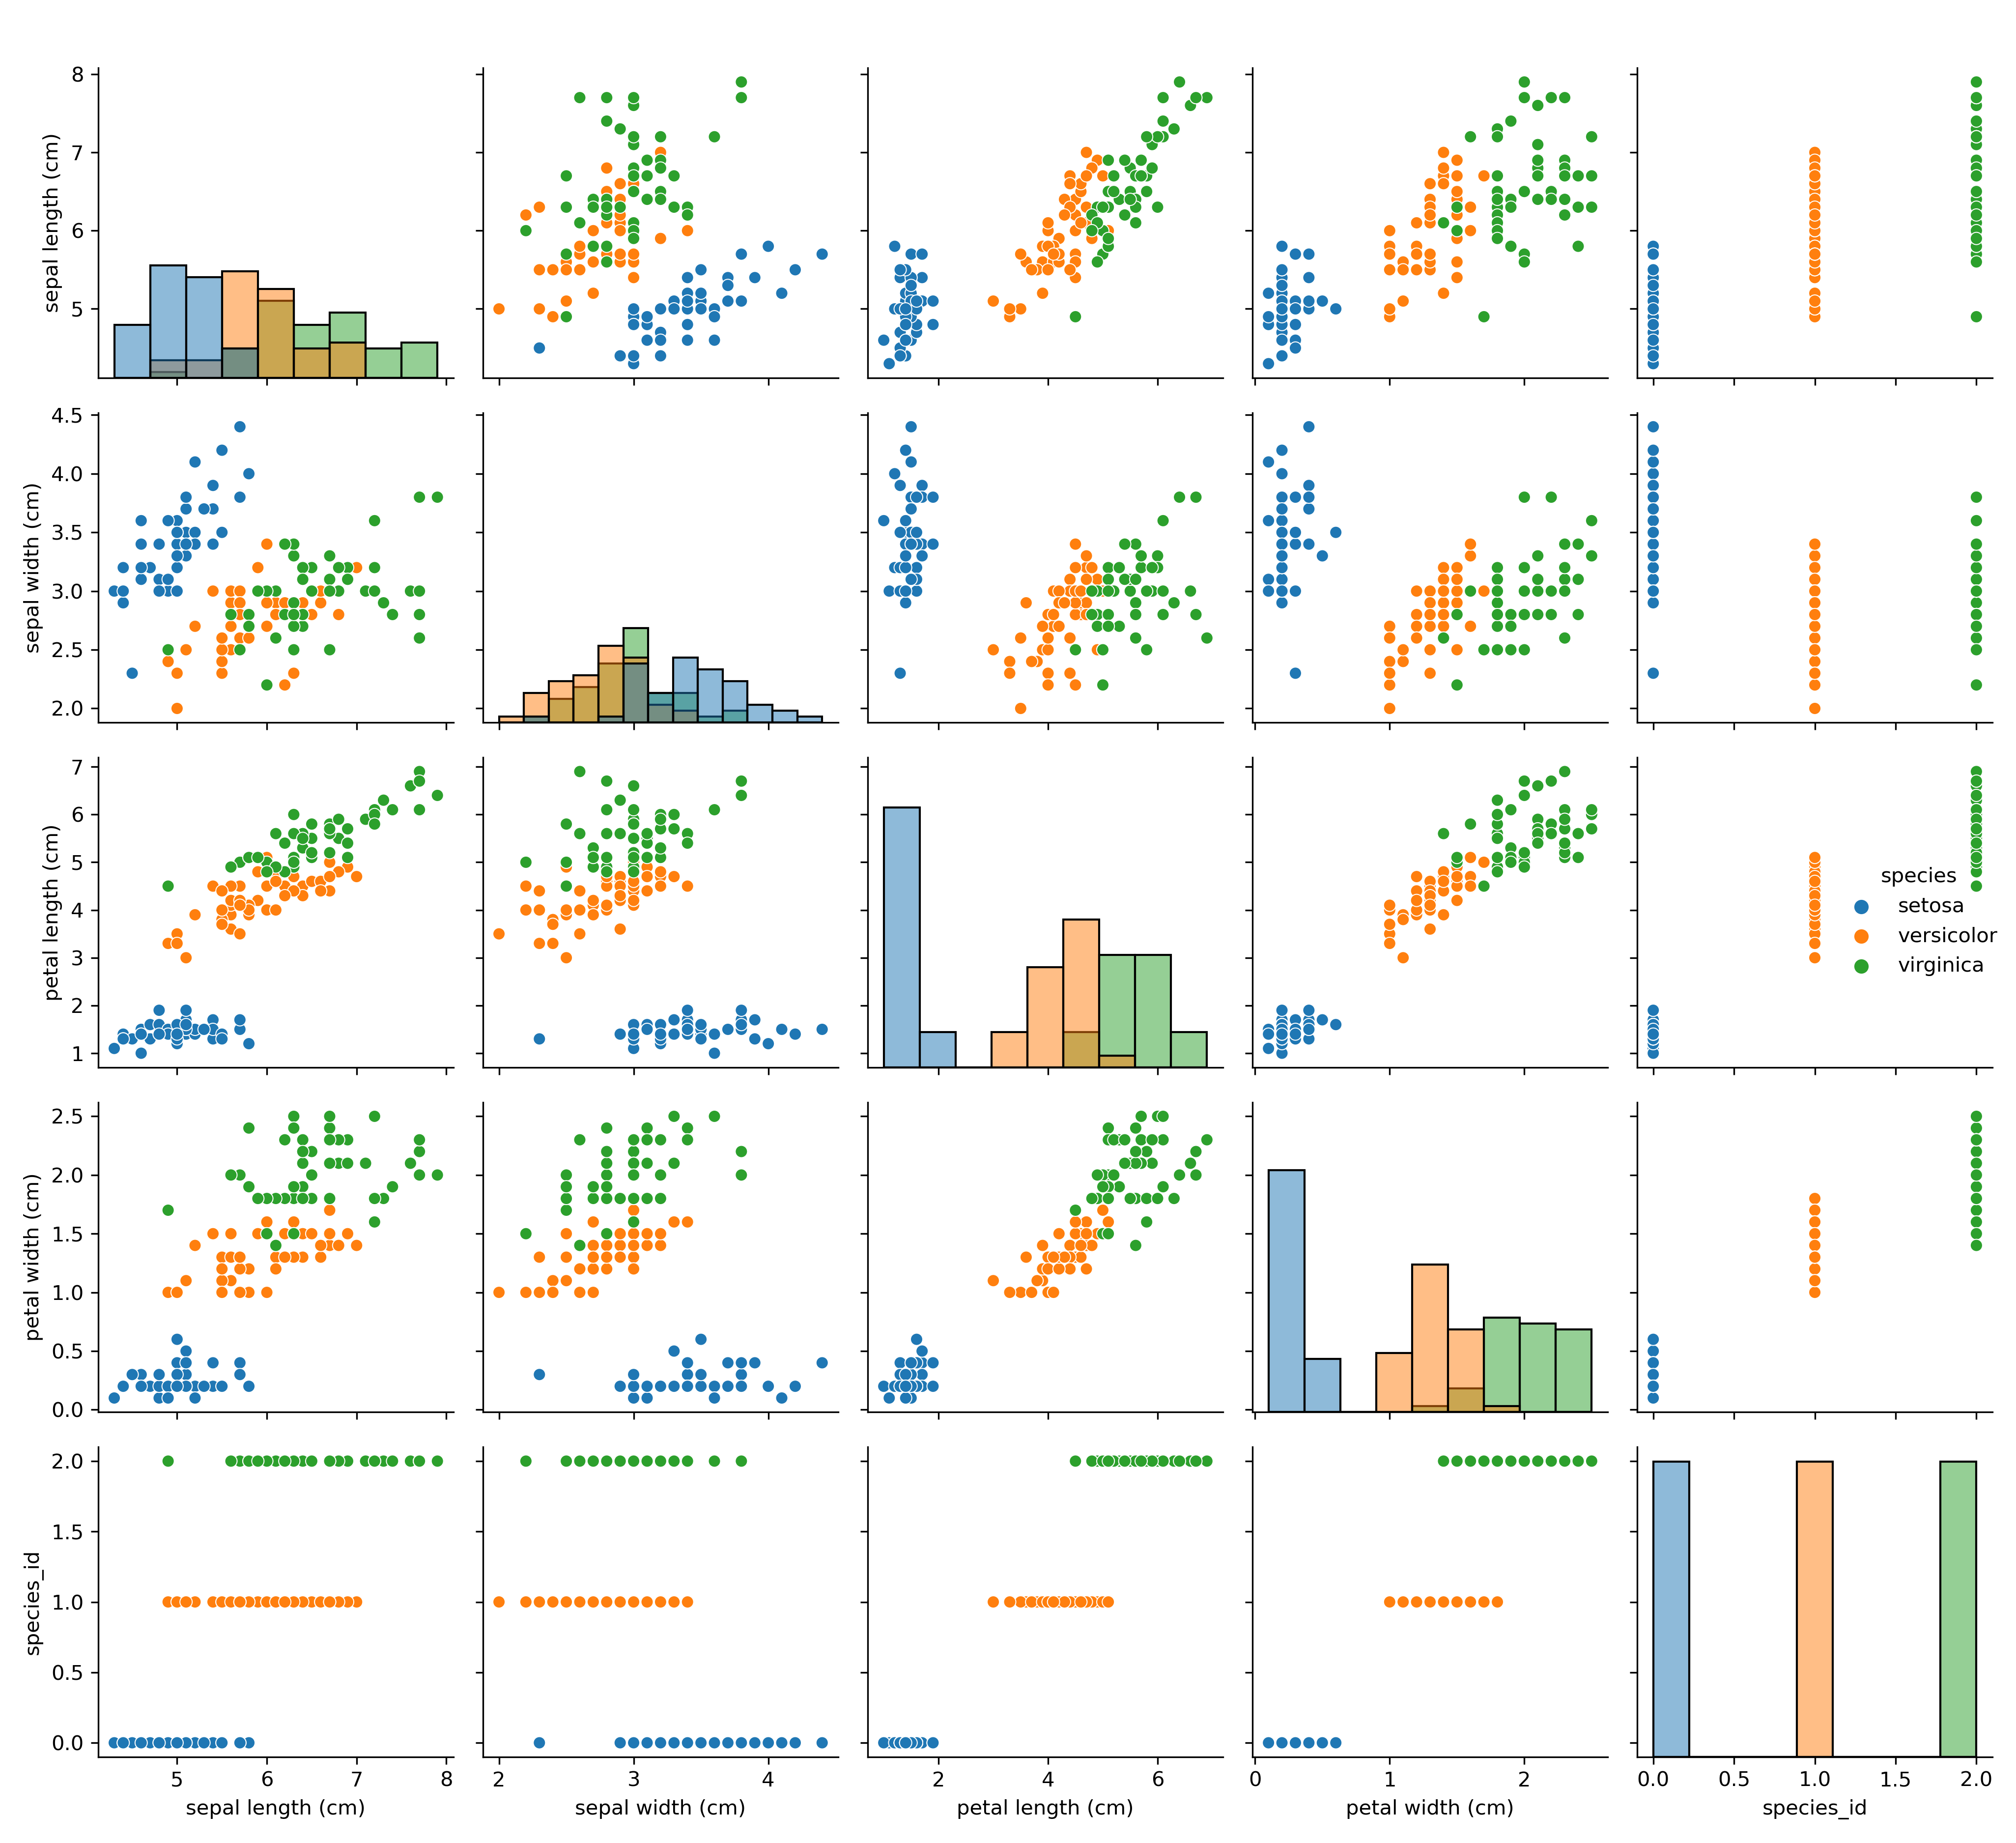 8
7
6
5
sepal length (cm)
4.5
4.0
3.5
3.0
2.5
2.0
sepal width (cm)
7
6
5
4
3
2
1
petal length (cm)
species
setosa
versicolor
virginica
2.5
2.0
1.5
1.0
0.5
0.0
petal width (cm)
2.0
1.5
1.0
0.5
0.0
species_id
5 6 7 8
sepal length (cm)
2 3 4
sepal width (cm)
2 4 6
petal length (cm)
0 1 2
petal width (cm)
0.0 0.5 1.0 1.5 2.0
species_id